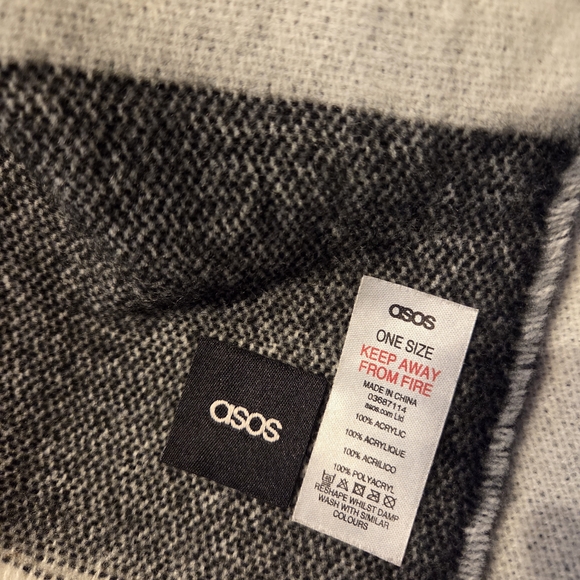 asos
asos
ONE SIZE
KEEP AWAY
FROM FIRE
MADE IN CHINA
03687114
asos.com Ltd
100% ACRYLIC
100% ACRYLIQUE
100% ACRILICO
100% POLYACRYL
RESHAPE WHILST DAMP
WASH WITH SIMILAR
COLOURS